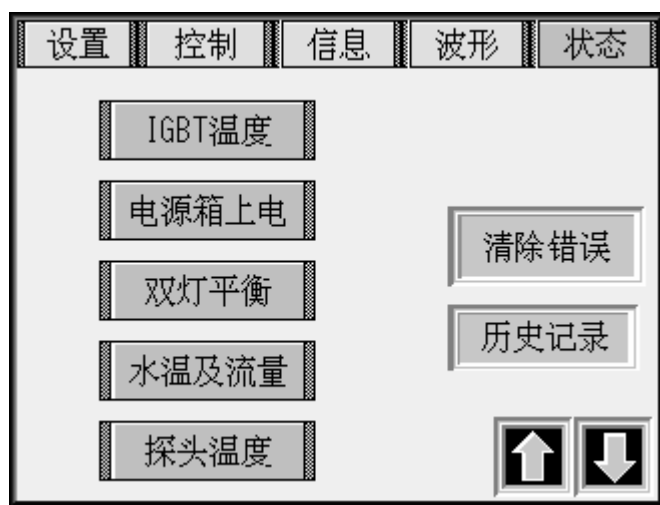 设置 控制 信息 波形 状态
IGBT温度
电源箱上电
双灯平衡
水温及流量
探头温度
清除错误
历史记录